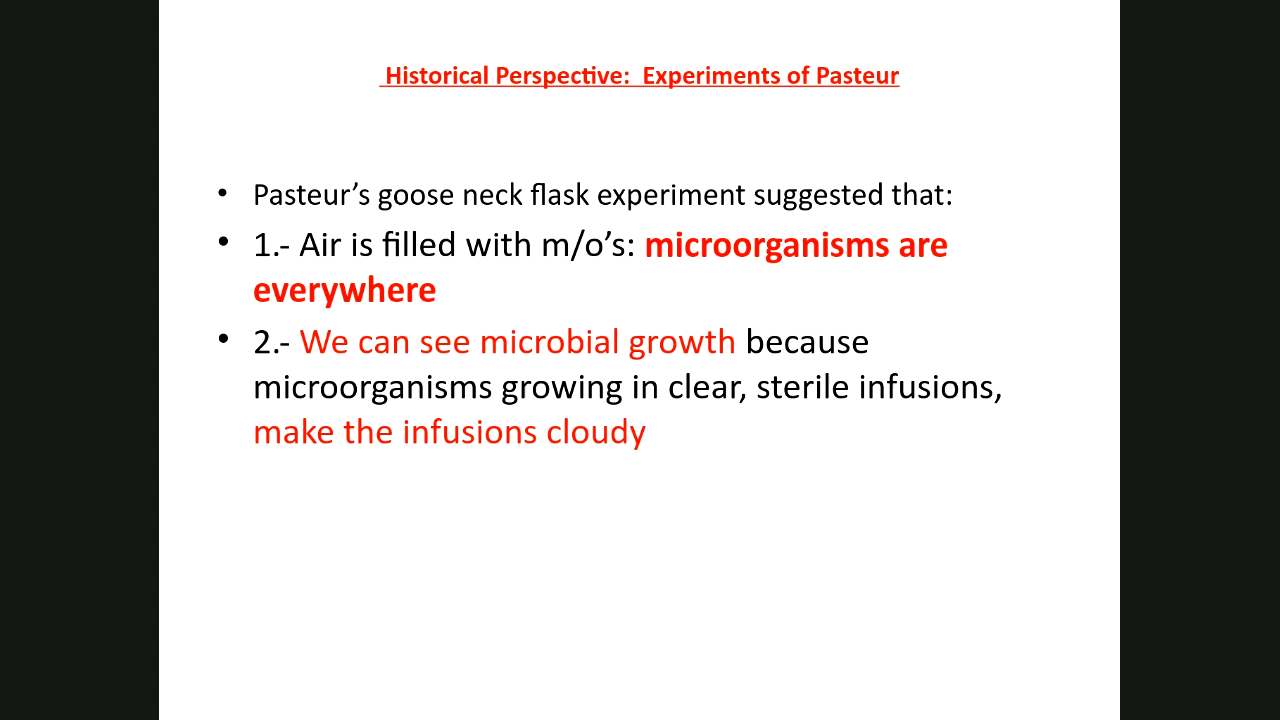 Historical Perspective:  Experiments of Pasteur
• Pasteur’s goose neck flask experiment suggested that:
• 1.- Air is filled with m/o’s: microorganisms are
everywhere
• 2.- We can see microbial growth because
microorganisms growing in clear, sterile infusions,
make the infusions cloudy